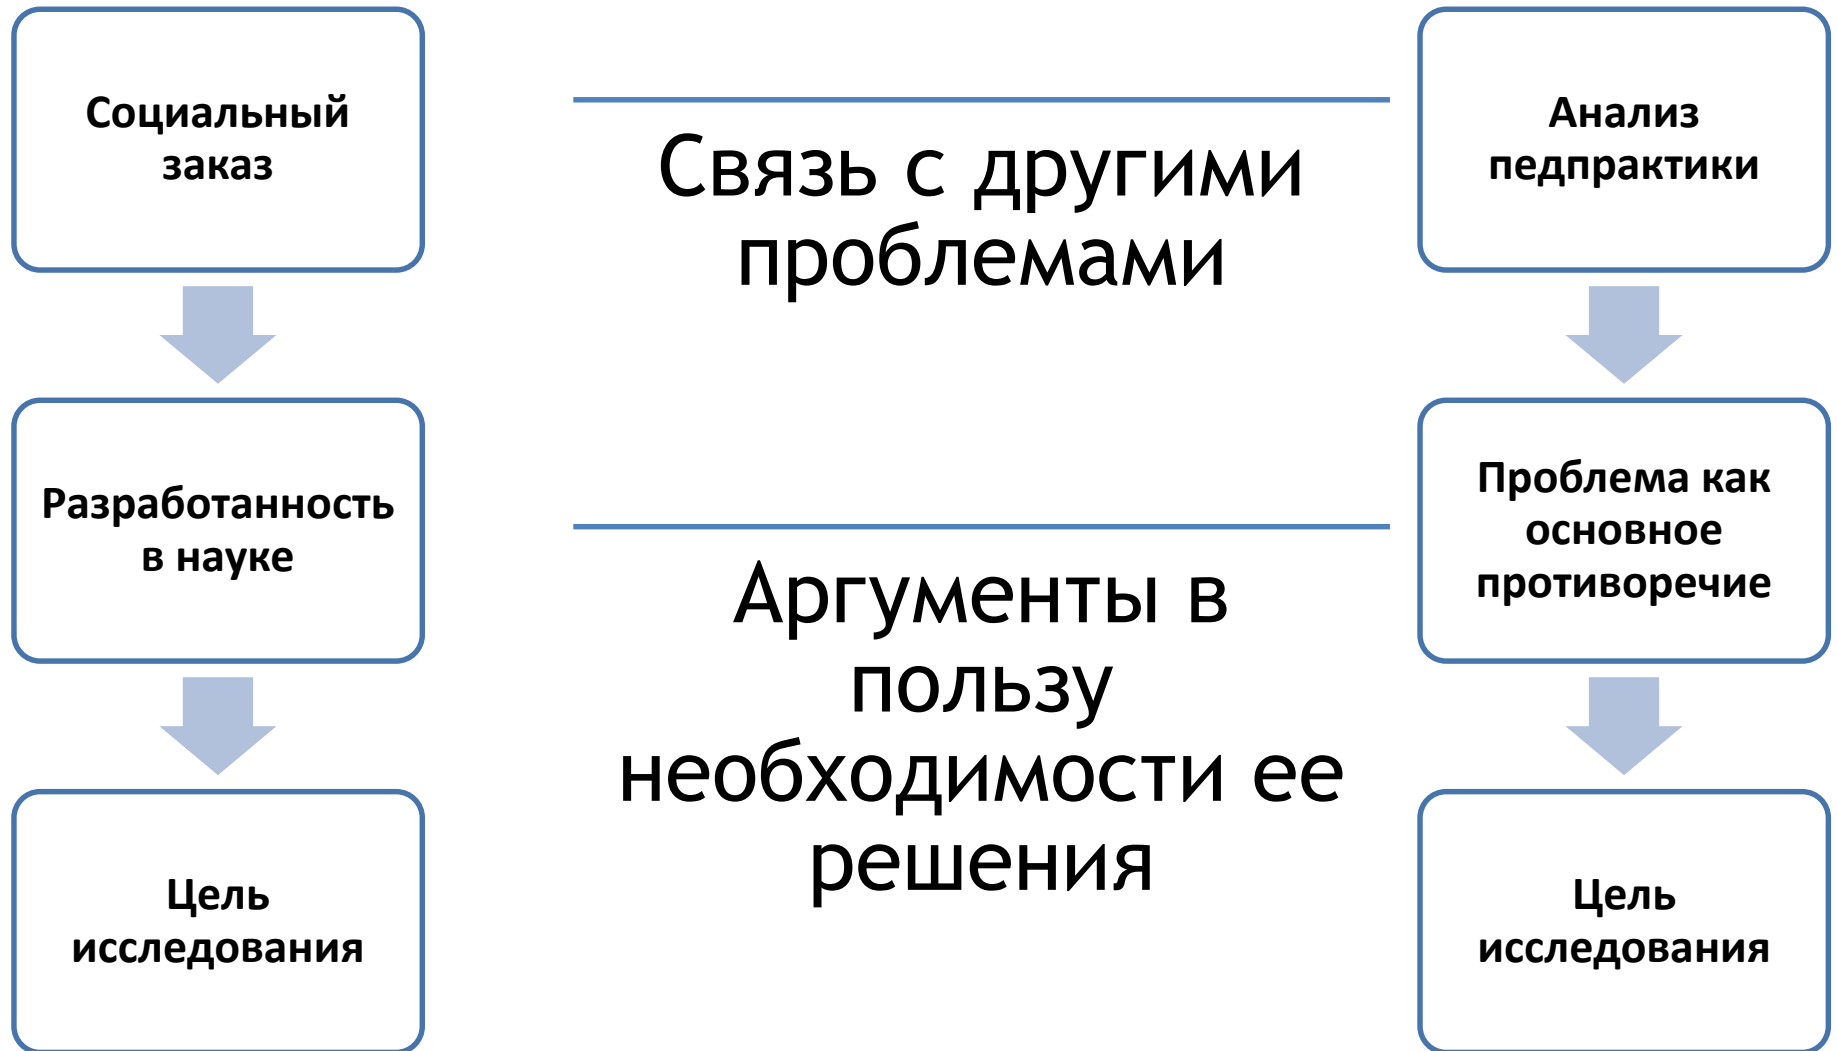 Социальный
заказ
Разработанность
в науке
Цель
исследования
Связь с другими
проблемами
Аргументы в
пользу
необходимости ее
решения
Анализ
педпрактики
Проблема как
основное
противоречие
Цель
исследования